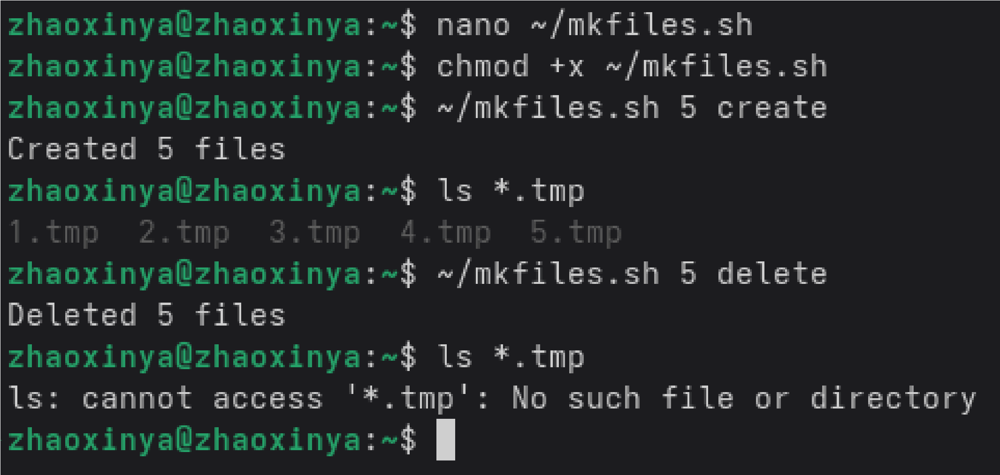 zhaoxinya@zhaoxinya:~$ nano ~/mkfiles.sh
zhaoxinya@zhaoxinya:~$ chmod +x ~/mkfiles.sh
zhaoxinya@zhaoxinya:~$ ~/mkfiles.sh 5 create
Created 5 files
zhaoxinya@zhaoxinya:~$ ls *.tmp
1.tmp  2.tmp  3.tmp  4.tmp  5.tmp
zhaoxinya@zhaoxinya:~$ ~/mkfiles.sh 5 delete
Deleted 5 files
zhaoxinya@zhaoxinya:~$ ls *.tmp
ls: cannot access '*.tmp': No such file or directory
zhaoxinya@zhaoxinya:~$